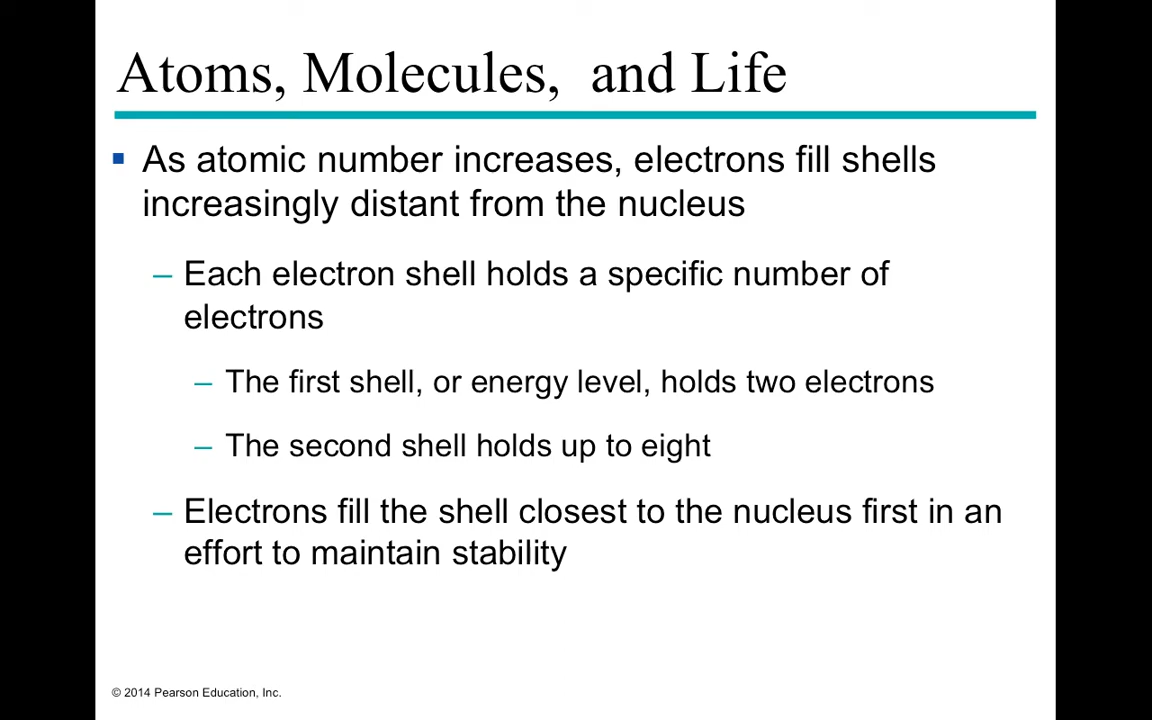 Atoms, Molecules,  and Life
▪ As atomic number increases, electrons fill shells
increasingly distant from the nucleus
– Each electron shell holds a specific number of
electrons
– The first shell, or energy level, holds two electrons
– The second shell holds up to eight
– Electrons fill the shell closest to the nucleus first in an
effort to maintain stability
© 2014 Pearson Education, Inc.